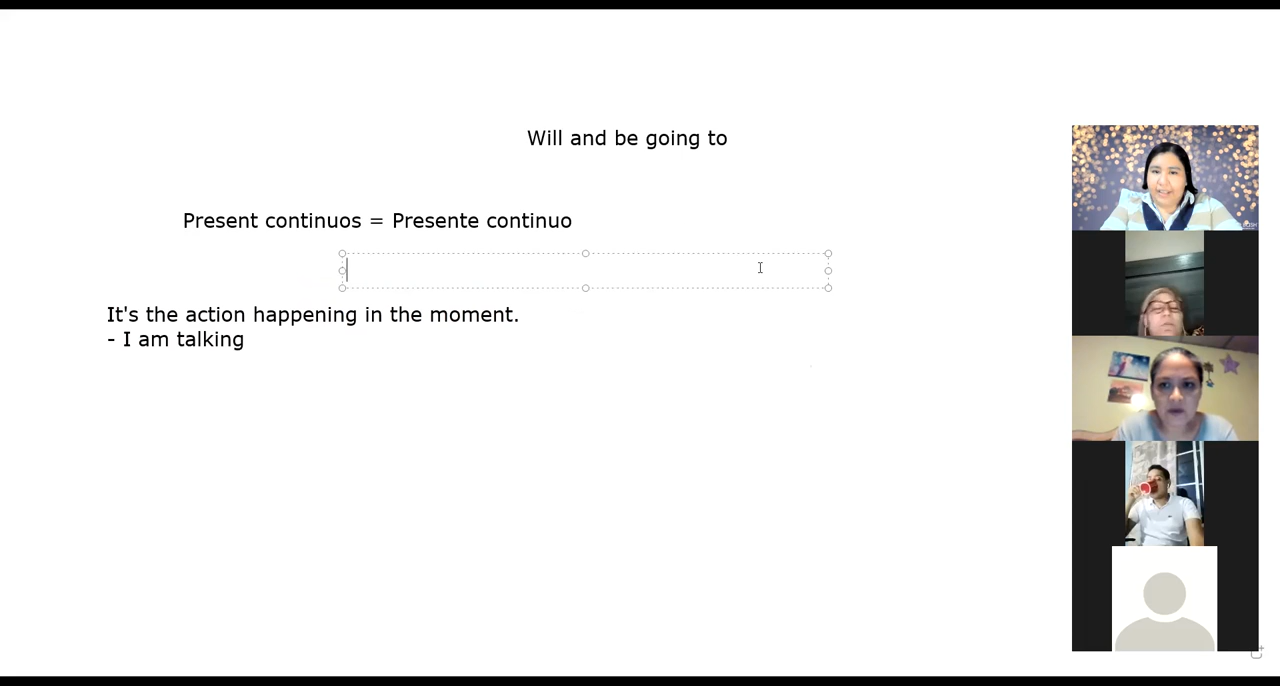 Will and be going to
Present continuos = Presente continuo
It's the action happening in the moment.
- I am talking